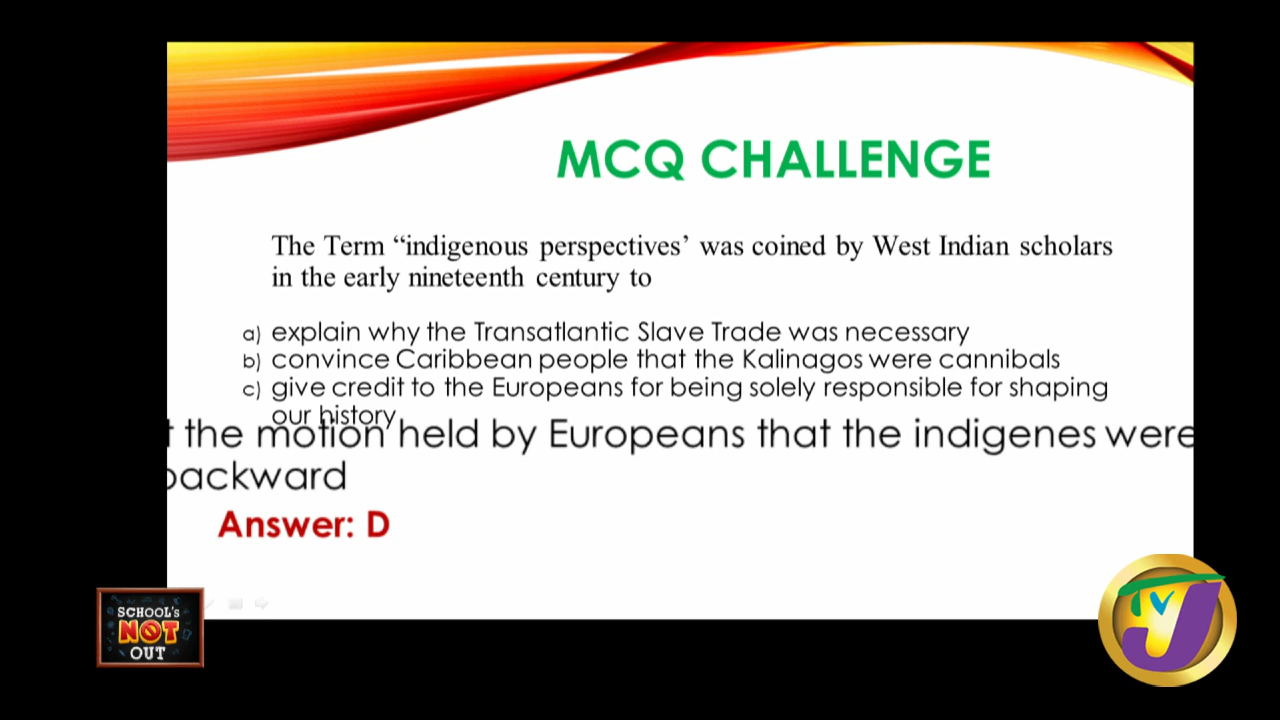 MCQ CHALLENGE
The Term “indigenous perspectives’ was coined by West Indian scholars
in the early nineteenth century to
a) explain why the Transatlantic Slave Trade was necessary
b) convince Caribbean people that the Kalinagos were cannibals
c) give credit to the Europeans for being solely responsible for shaping
our history
the motion held by Europeans that the indigenes were
backward
Answer: D
SCHOOL's
NOT
OUT
TVJ